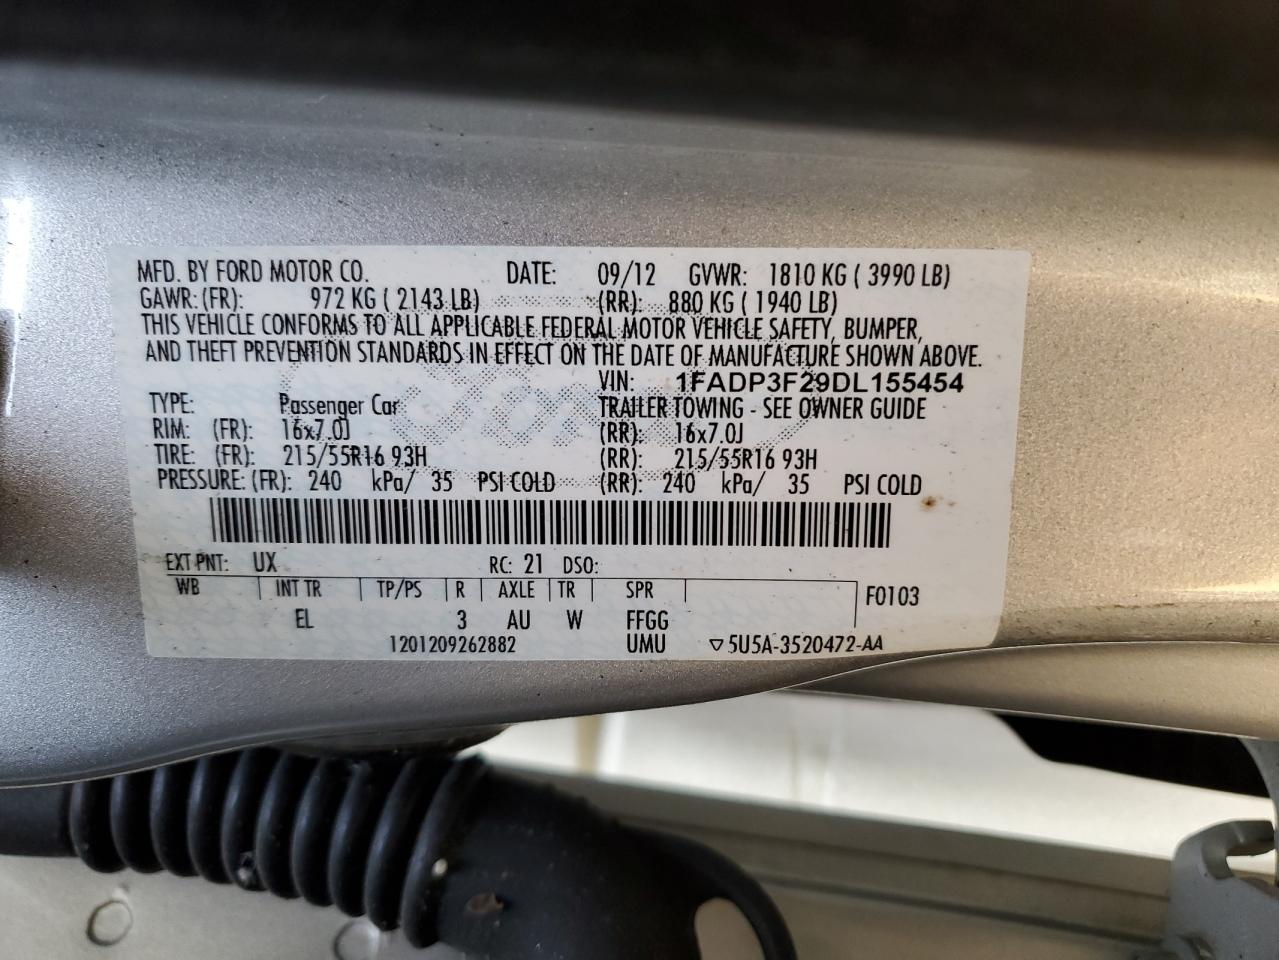 MFD. BY FORD MOTOR CO. DATE: 09/12 GVWR: 1810 KG ( 3990 LB)
GAWR: (FR): 972 KG ( 2143 LB) (RR): 880 KG ( 1940 LB)
THIS VEHICLE CONFORMS TO ALL APPLICABLE FEDERAL MOTOR VEHICLE SAFETY, BUMPER,
AND THEFT PREVENTION STANDARDS IN EFFECT ON THE DATE OF MANUFACTURE SHOWN ABOVE.
VIN: 1FADP3F29DL155454
TYPE: Passenger Car TRAILER TOWING - SEE OWNER GUIDE
RIM: (FR): 16x7.0J (RR): 16x7.0J
TIRE: (FR): 215/55R16 93H (RR): 215/55R16 93H
PRESSURE: (FR): 240 kPa/ 35 PSI COLD (RR): 240 kPa/ 35 PSI COLD
EXT PNT: UX RC: 21 DSO:
WB INT TR TP/PS R AXLE TR SPR F0103
EL 3 AU W FFGG
1201209262882 UMU ▽5U5A-3520472-AA